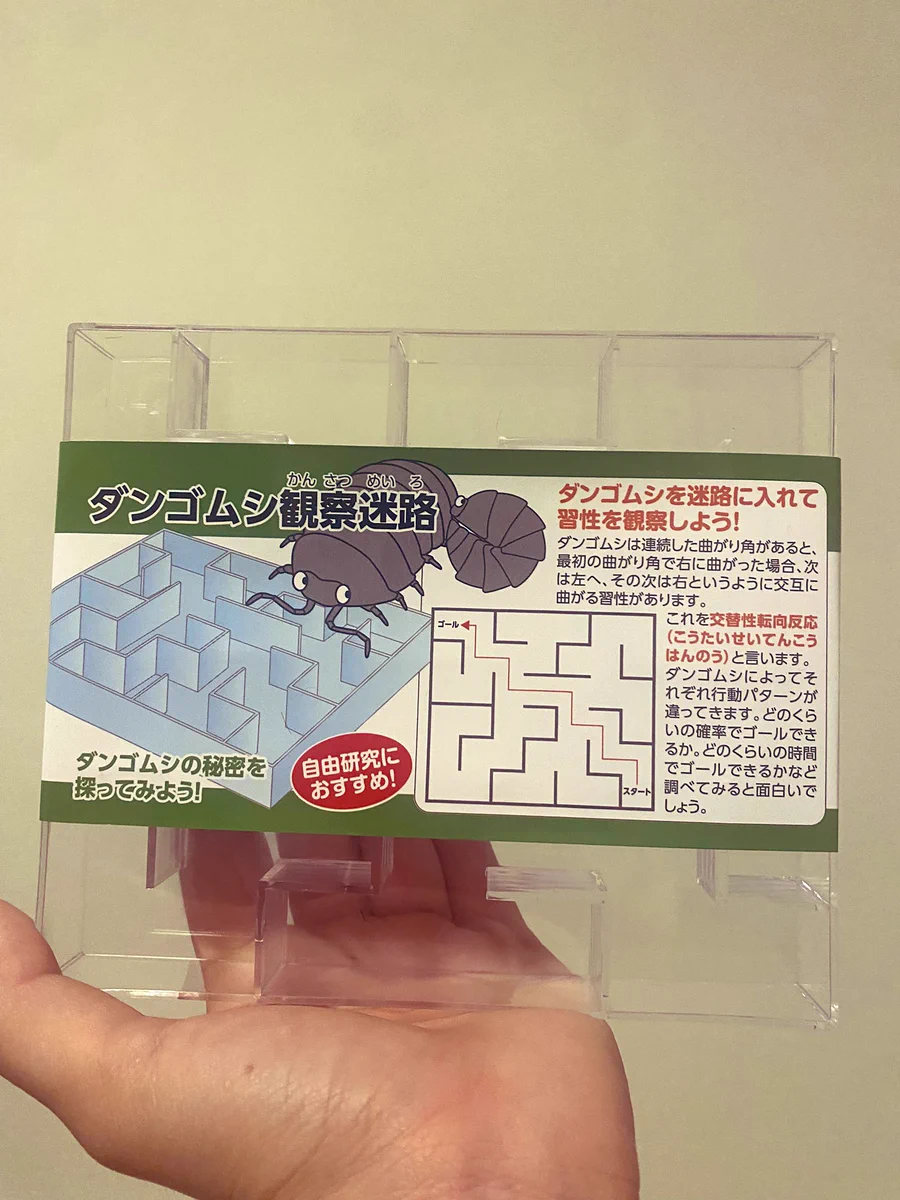 かんさつめいろ
ダンゴムシ観察迷路
ダンゴムシの秘密を
探ってみよう!
自由研究に
おすすめ!
ダンゴムシを迷路に入れて
習性を観察しよう!
ダンゴムシは連続した曲がり角があると、
最初の曲がり角で右に曲がった場合、次
は左へ、その次は右というように交互に
曲がる習性があります。
これを交替性転向反応
(こうたいせいてんこう
はんのう)と言います。
ダンゴムシによってそ
れぞれ行動パターンが
違ってきます。どのくら
いの確率でゴールでき
るか。どのくらいの時間
でゴールできるかなど
調べてみると面白いで
しょう。
ゴール
スタート